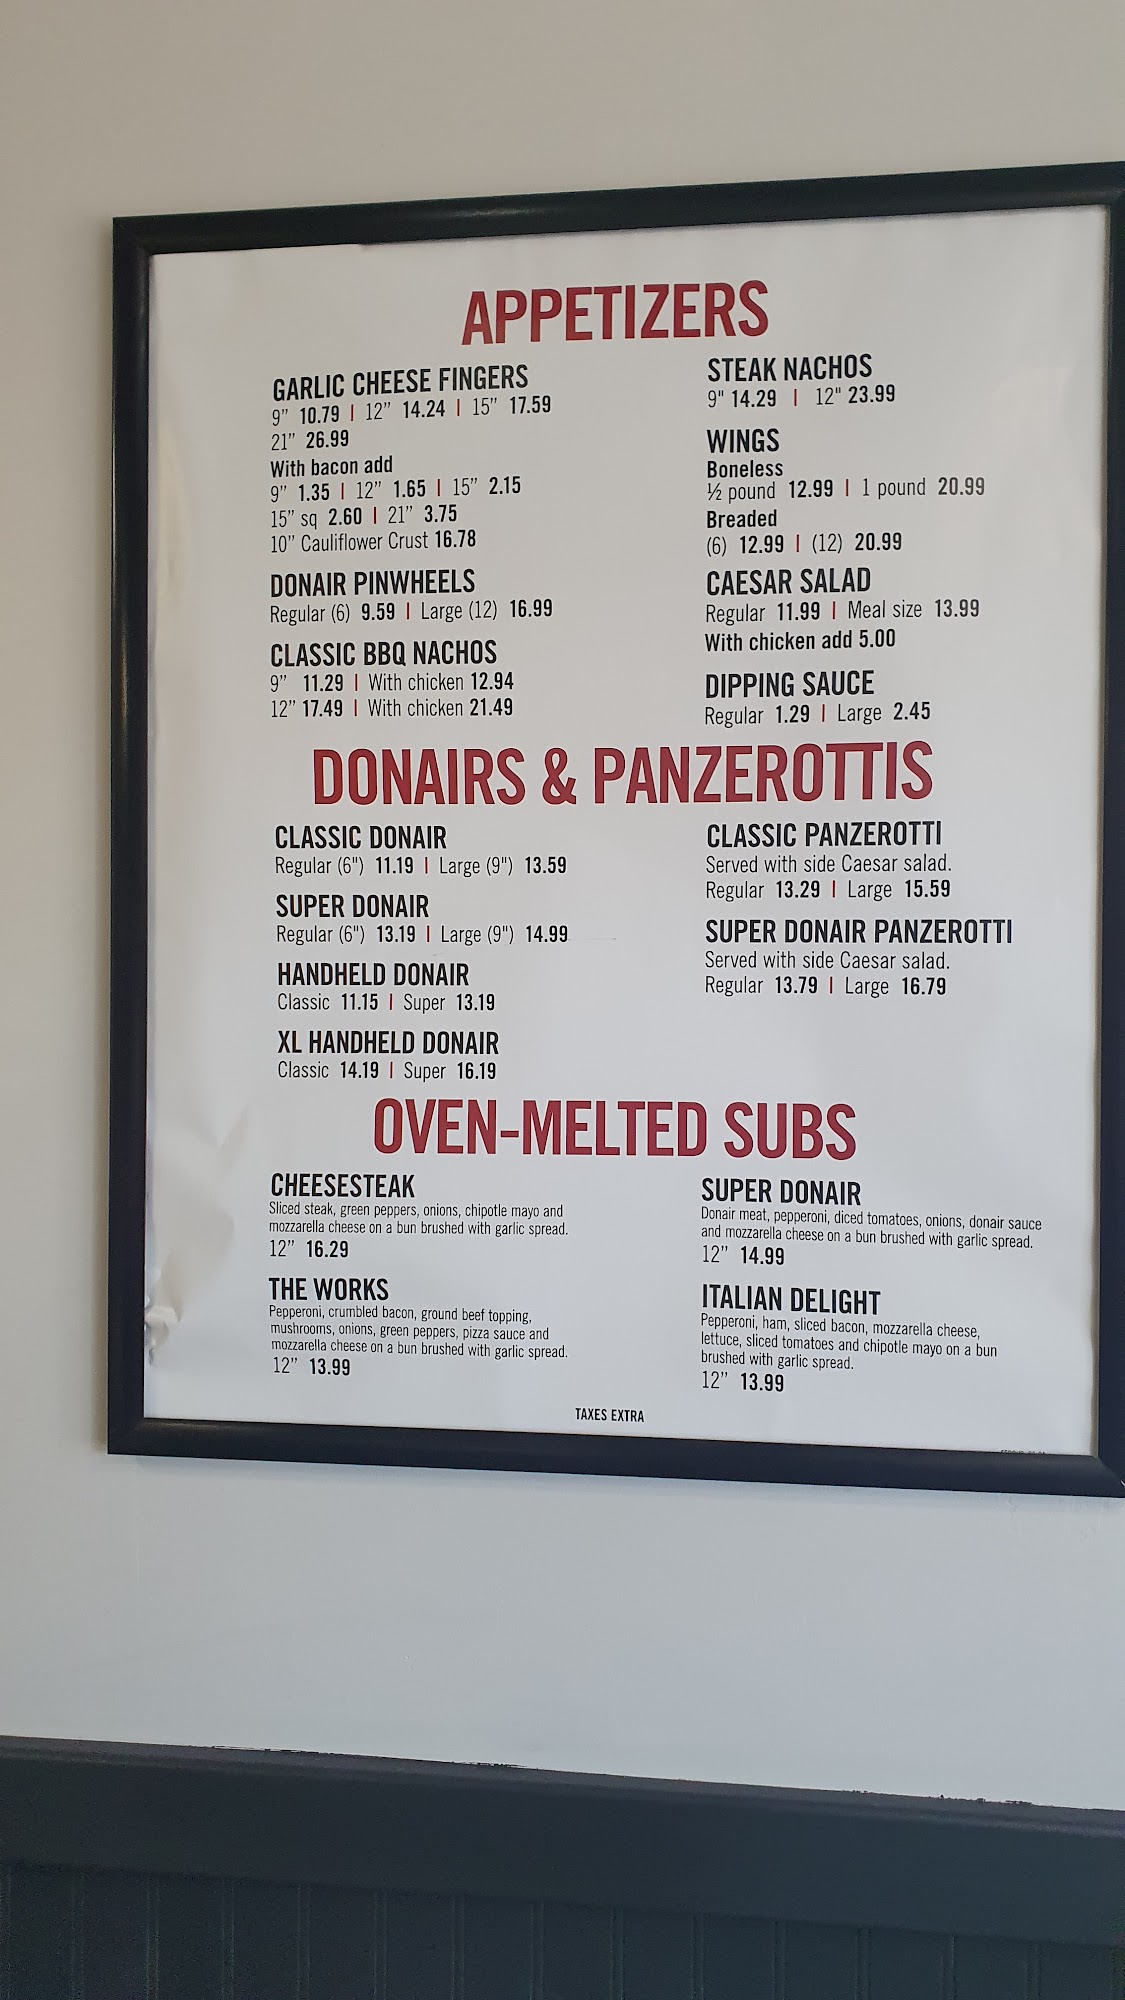 APPETIZERS
GARLIC CHEESE FINGERS
9” 10.79 | 12” 14.24 | 15” 17.59
21” 26.99
With bacon add
9” 1.35 | 12” 1.65 | 15” 2.15
15” sq 2.60 | 21” 3.75
10” Cauliflower Crust 16.78
DONAIR PINWHEELS
Regular (6) 9.59 | Large (12) 16.99
CLASSIC BBQ NACHOS
9” 11.29 | With chicken 12.94
12” 17.49 | With chicken 21.49
STEAK NACHOS
9" 14.29 | 12" 23.99
WINGS
Boneless
½ pound 12.99 | 1 pound 20.99
Breaded
(6) 12.99 | (12) 20.99
CAESAR SALAD
Regular 11.99 | Meal size 13.99
With chicken add 5.00
DIPPING SAUCE
Regular 1.29 | Large 2.45
DONAIRS & PANZEROTTIS
CLASSIC DONAIR
Regular (6") 11.19 | Large (9") 13.59
SUPER DONAIR
Regular (6") 13.19 | Large (9") 14.99
HANDHELD DONAIR
Classic 11.15 | Super 13.19
XL HANDHELD DONAIR
Classic 14.19 | Super 16.19
CLASSIC PANZEROTTI
Served with side Caesar salad.
Regular 13.29 | Large 15.59
SUPER DONAIR PANZEROTTI
Served with side Caesar salad.
Regular 13.79 | Large 16.79
OVEN-MELTED SUBS
CHEESESTEAK
Sliced steak, green peppers, onions, chipotle mayo and
mozzarella cheese on a bun brushed with garlic spread.
12” 16.29
THE WORKS
Pepperoni, crumbled bacon, ground beef topping,
mushrooms, onions, green peppers, pizza sauce and
mozzarella cheese on a bun brushed with garlic spread.
12” 13.99
SUPER DONAIR
Donair meat, pepperoni, diced tomatoes, onions, donair sauce
and mozzarella cheese on a bun brushed with garlic spread.
12” 14.99
ITALIAN DELIGHT
Pepperoni, ham, sliced bacon, mozzarella cheese,
lettuce, sliced tomatoes and chipotle mayo on a bun
brushed with garlic spread.
12” 13.99
TAXES EXTRA